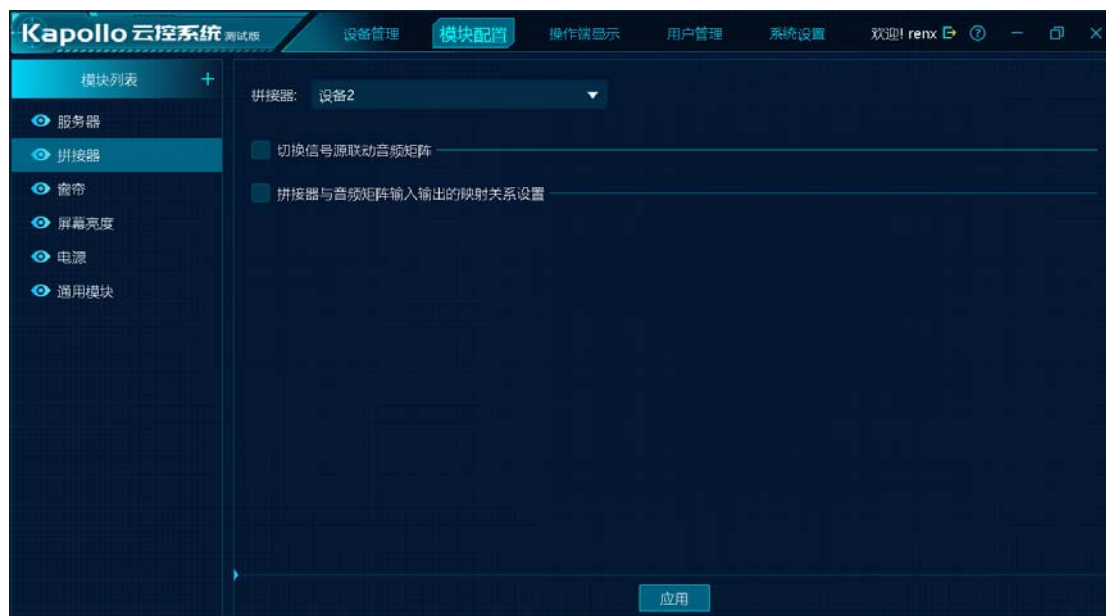 Kapollo 云控系统 测试版 设备管理 模块配置 操作端显示 用户管理 系统设置 欢迎! renx
模块列表 +
拼接器: 设备2
服务器
切换信号源联动音频矩阵
拼接器
拼接器与音频矩阵输入输出的映射关系设置
窗帘
屏幕亮度
电源
通用模块
应用